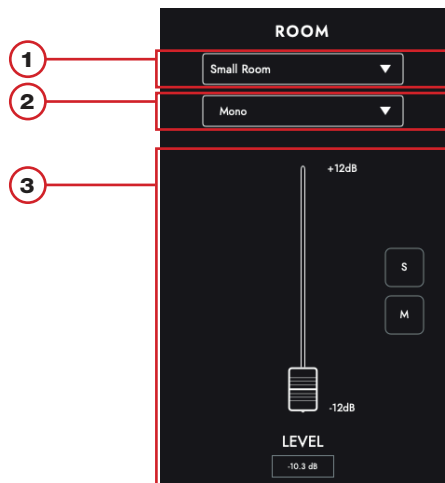 ROOM
1
Small Room
2
Mono
3
+12dB
S
M
-12dB
LEVEL
-10.3 dB